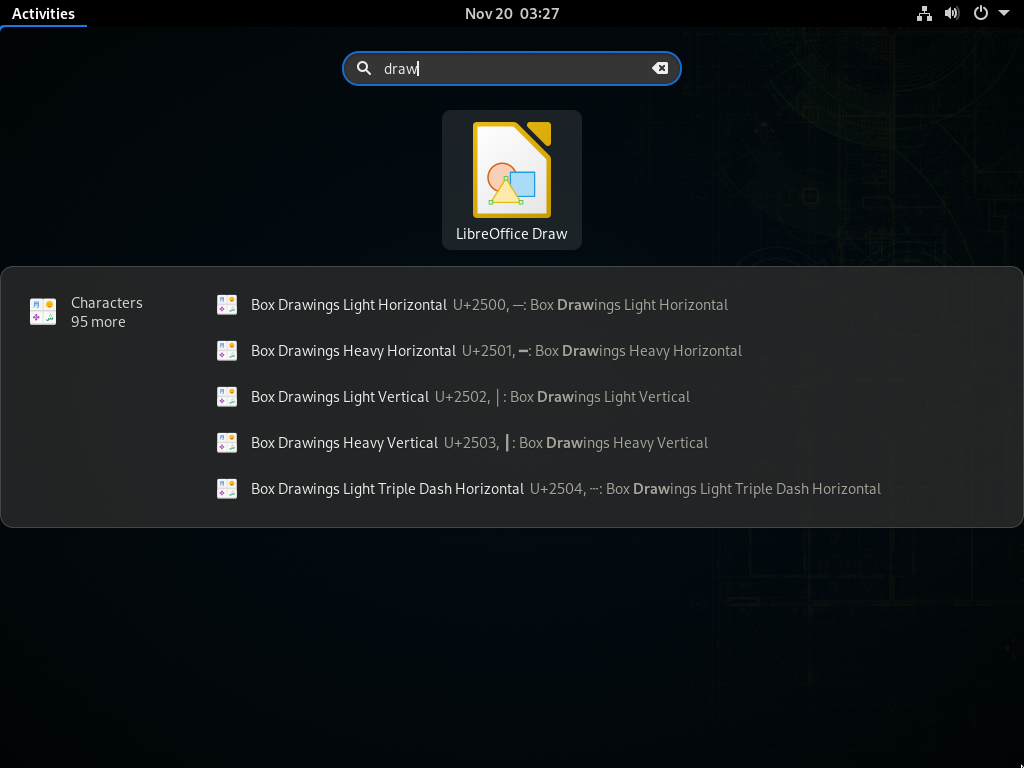 Activities
Nov 20 03:27
draw
LibreOffice Draw
Characters
95 more
Box Drawings Light Horizontal U+2500, ─: Box Drawings Light Horizontal
Box Drawings Heavy Horizontal U+2501, ━: Box Drawings Heavy Horizontal
Box Drawings Light Vertical U+2502, │: Box Drawings Light Vertical
Box Drawings Heavy Vertical U+2503, ┃: Box Drawings Heavy Vertical
Box Drawings Light Triple Dash Horizontal U+2504, ┄: Box Drawings Light Triple Dash Horizontal